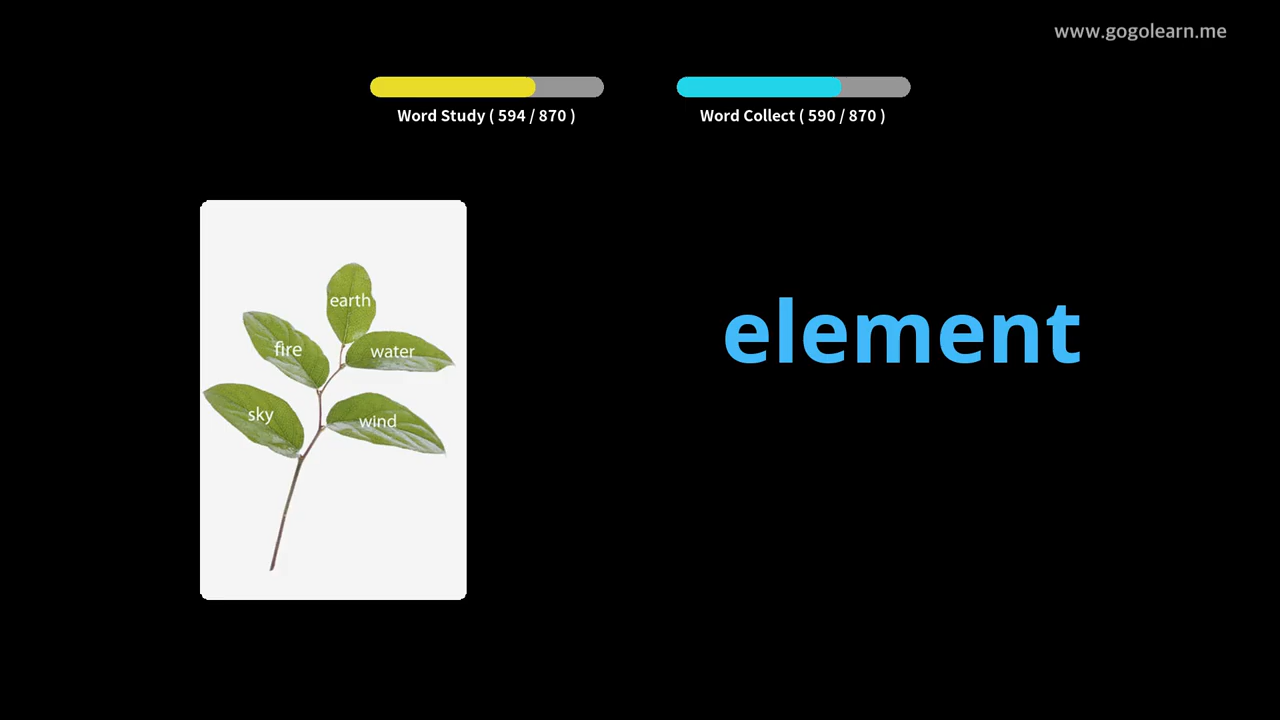 www.gogolearn.me
Word Study ( 594 / 870 )
Word Collect ( 590 / 870 )
earth
fire
water
sky
wind
element